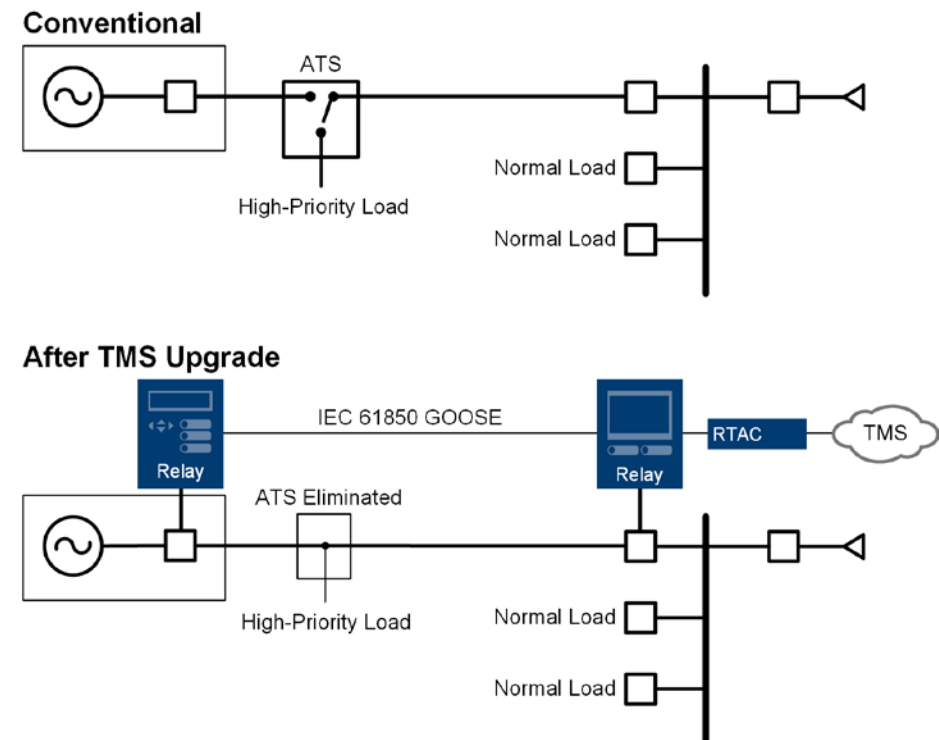 Conventional
ATS
High-Priority Load
Normal Load
Normal Load
After TMS Upgrade
IEC 61850 GOOSE
Relay
Relay
RTAC
TMS
ATS Eliminated
High-Priority Load
Normal Load
Normal Load